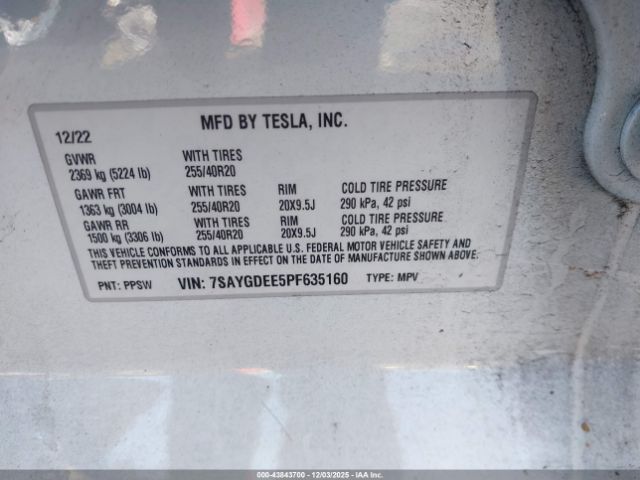 MFD BY TESLA, INC.
12/22
GVWR WITH TIRES
2369 kg (5224 lb) 255/40R20
GAWR FRT WITH TIRES RIM COLD TIRE PRESSURE
1363 kg (3004 lb) 255/40R20 20X9.5J 290 kPa, 42 psi
GAWR RR WITH TIRES RIM COLD TIRE PRESSURE
1500 kg (3306 lb) 255/40R20 20X9.5J 290 kPa, 42 psi
THIS VEHICLE CONFORMS TO ALL APPLICABLE U.S. FEDERAL MOTOR VEHICLE SAFETY AND
THEFT PREVENTION STANDARDS IN EFFECT ON THE DATE OF MANUFACTURE SHOWN ABOVE.
PNT: PPSW VIN: 7SAYGDEE5PF635160 TYPE: MPV
000-43843700 - 12/03/2025 - IAA Inc.